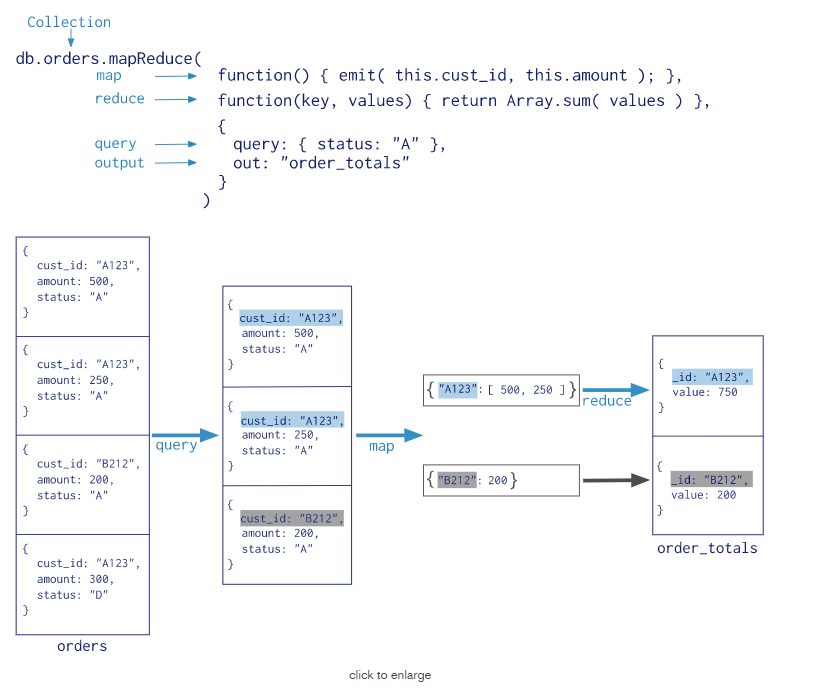 Collection
db.orders.mapReduce(
map function() { emit( this.cust_id, this.amount ); },
reduce function(key, values) { return Array.sum( values ) },
{
query query: { status: "A" },
output out: "order_totals"
}
)
{
cust_id: "A123",
amount: 500,
status: "A"
}
{
cust_id: "A123",
amount: 250,
status: "A"
}
{
cust_id: "B212",
amount: 200,
status: "A"
}
{
cust_id: "A123",
amount: 300,
status: "D"
}
orders
query
{
cust_id: "A123",
amount: 500,
status: "A"
}
{
cust_id: "A123",
amount: 250,
status: "A"
}
{
cust_id: "B212",
amount: 200,
status: "A"
}
map
{ "A123": [ 500, 250 ] }
{ "B212": 200 }
reduce
{
_id: "A123",
value: 750
}
{
_id: "B212",
value: 200
}
order_totals
click to enlarge